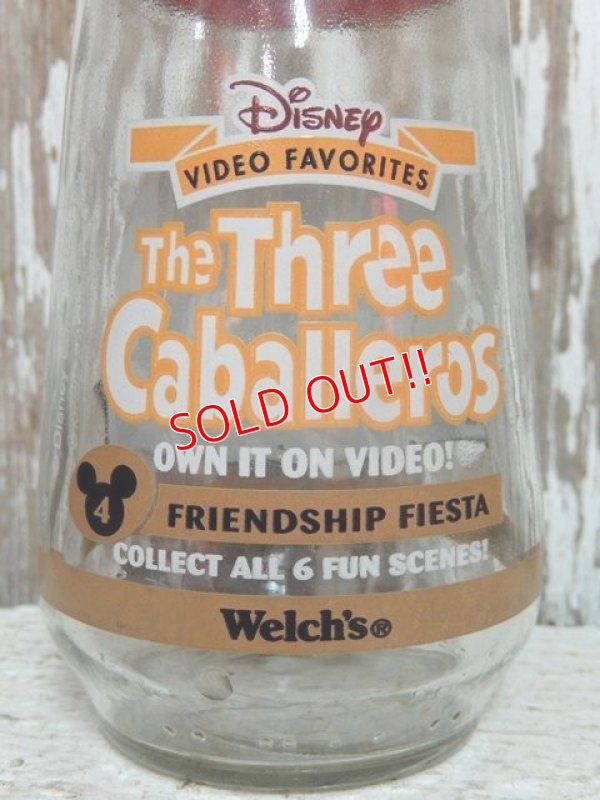 Disney
VIDEO FAVORITES
The Three
Caballeros
SOLD OUT!!
OWN IT ON VIDEO!
4
FRIENDSHIP FIESTA
COLLECT ALL 6 FUN SCENES!
Welch's®
©Disney